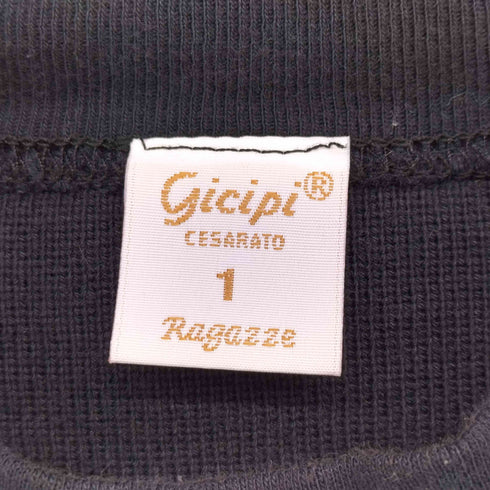 Gicipi®
CESARATO
1
Ragazze